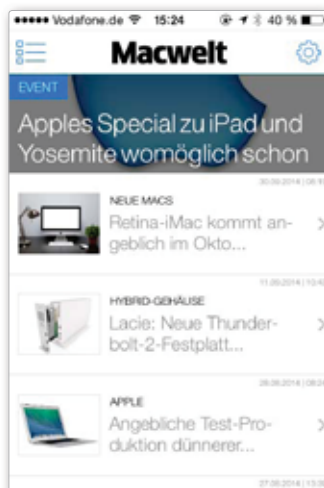 Vodafone.de 15:24 40 %
Macwelt
EVENT
Apples Special zu iPad und
Yosemite womöglich schon
NEUE MACS
Retina-iMac kommt an-
geblich im Okto...
HYBRID-GEHÄUSE
Lacie: Neue Thunder-
bolt-2-Festplatt...
APPLE
Angebliche Test-Pro-
duktion dünnerer...